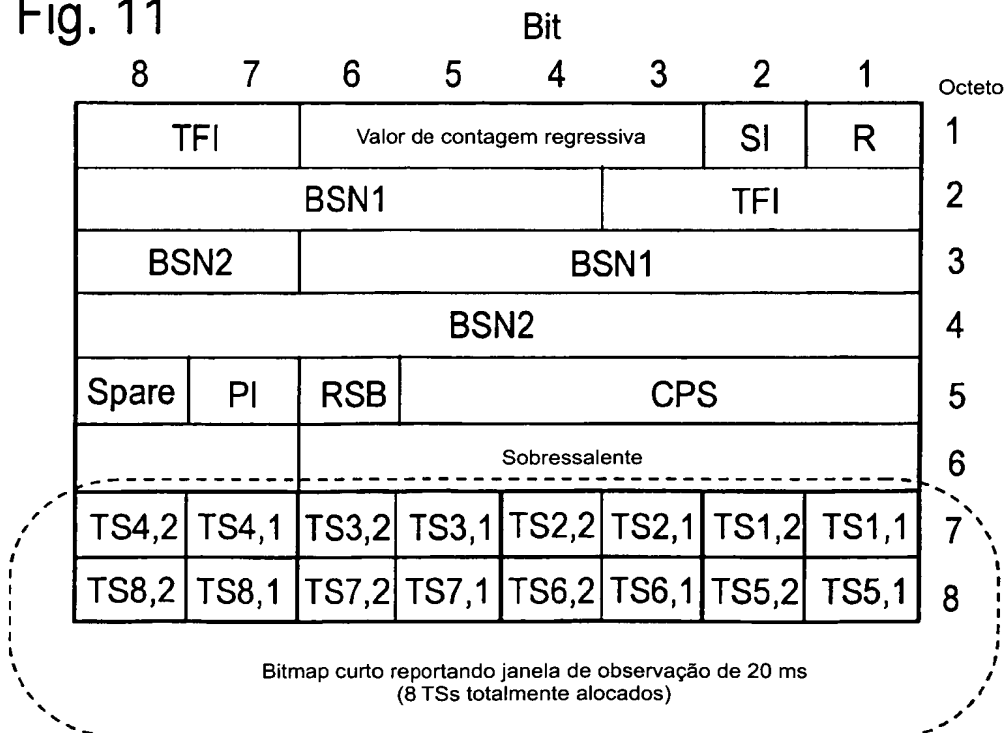 Fig. 11
Bit
8 7 6 5 4 3 2 1 Octeto
TFI Valor de contagem regressiva SI R 1
BSN1 TFI 2
BSN2 BSN1 3
BSN2 4
Spare PI RSB CPS 5
Sobressalente 6
TS4,2 TS4,1 TS3,2 TS3,1 TS2,2 TS2,1 TS1,2 TS1,1 7
TS8,2 TS8,1 TS7,2 TS7,1 TS6,2 TS6,1 TS5,2 TS5,1 8
Bitmap curto reportando janela de observação de 20 ms
(8 TSs totalmente alocados)